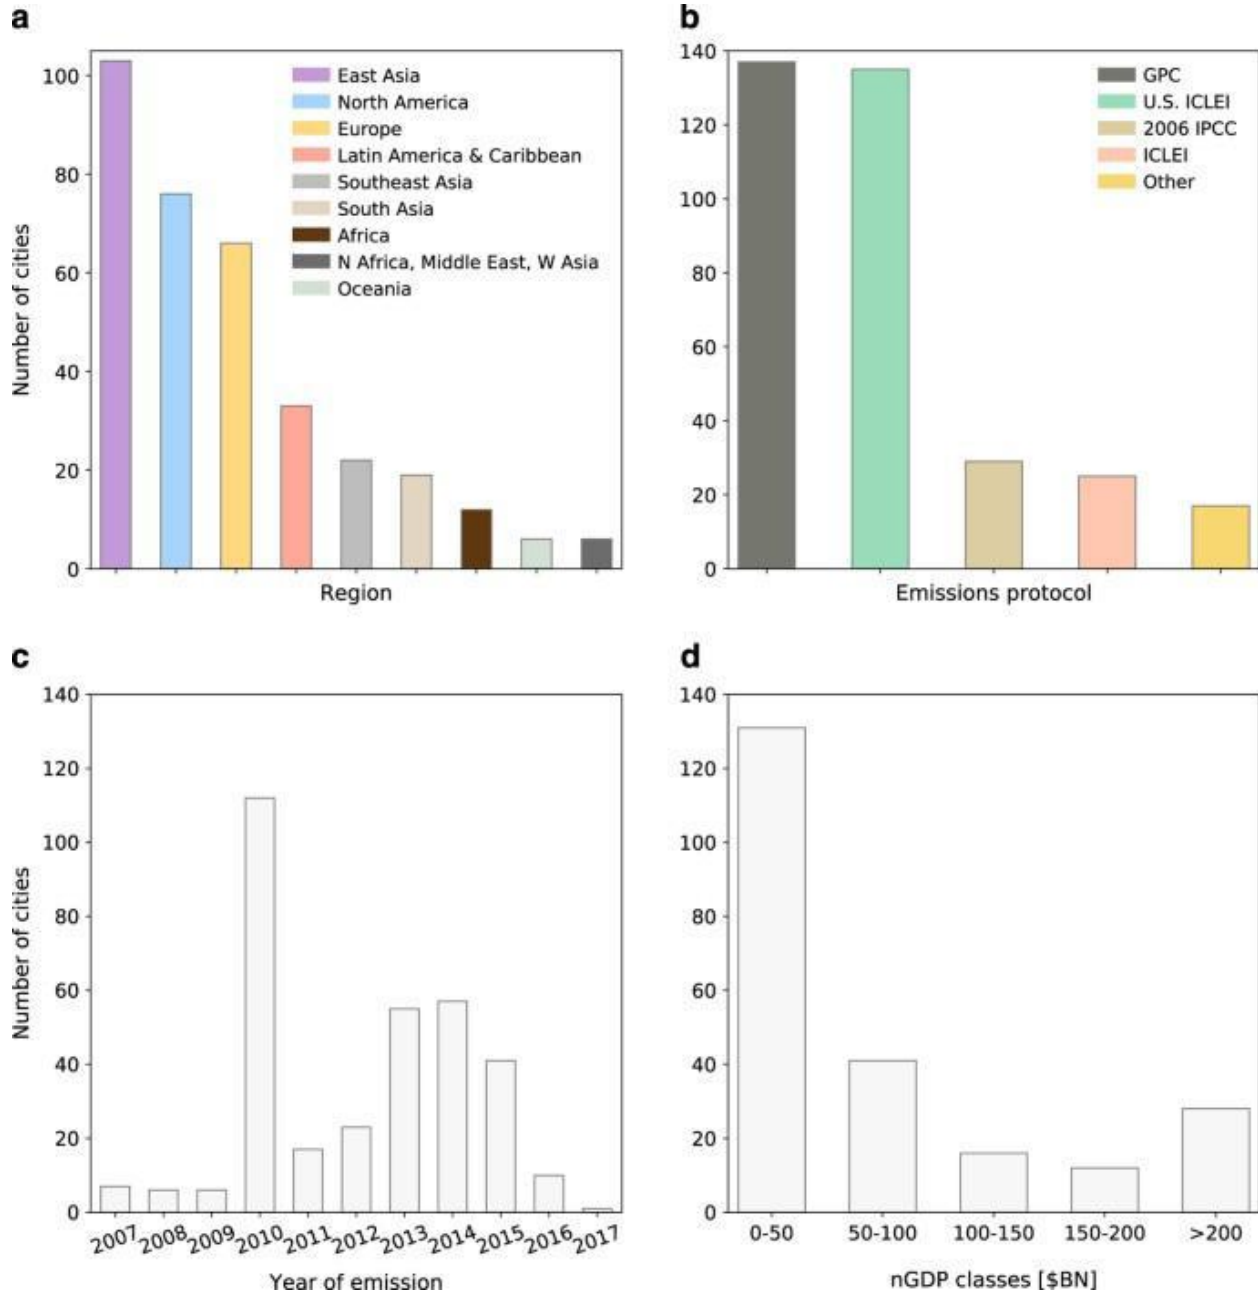 a
100
80
60
40
20
0
Number of cities
East Asia
North America
Europe
Latin America & Caribbean
Southeast Asia
South Asia
Africa
N Africa, Middle East, W Asia
Oceania
Region
b
140
120
100
80
60
40
20
0
GPC
U.S. ICLEI
2006 IPCC
ICLEI
Other
Emissions protocol
c
140
120
100
80
60
40
20
0
Number of cities
2007 2008 2009 2010 2011 2012 2013 2014 2015 2016 2017
Year of emission
d
140
120
100
80
60
40
20
0
0-50 50-100 100-150 150-200 >200
nGDP classes [$BN]